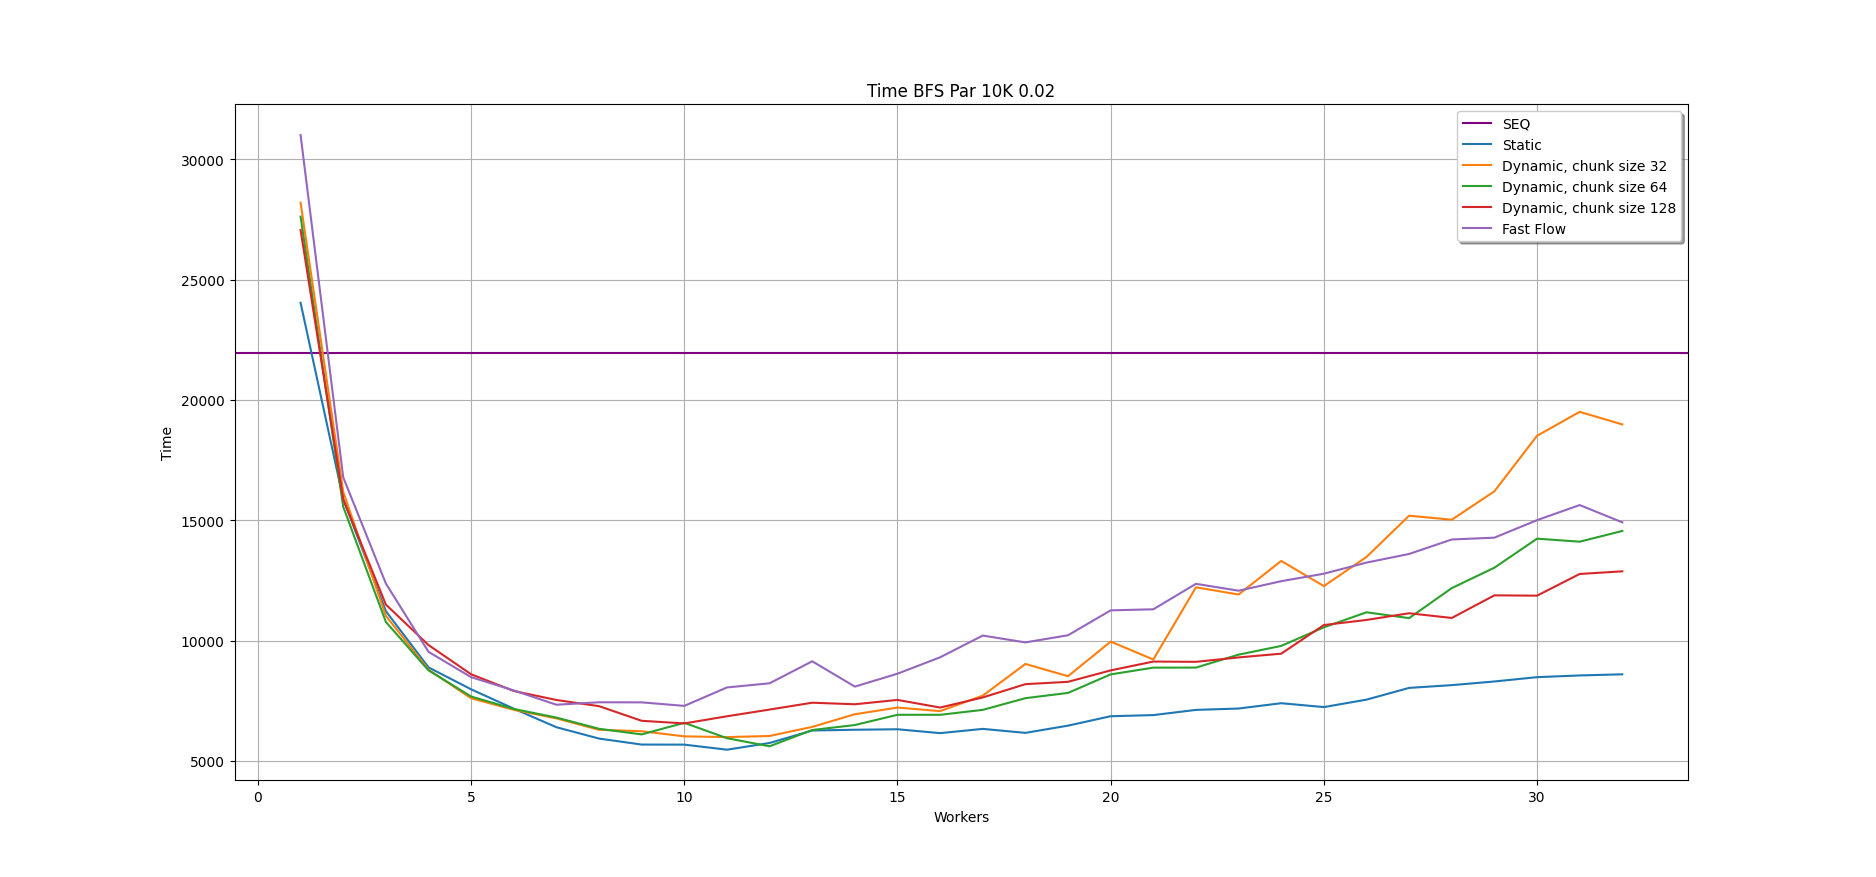 Time BFS Par 10K 0.02
SEQ
Static
Dynamic, chunk size 32
Dynamic, chunk size 64
Dynamic, chunk size 128
Fast Flow
30000
25000
20000
15000
10000
5000
Time
0 5 10 15 20 25 30
Workers